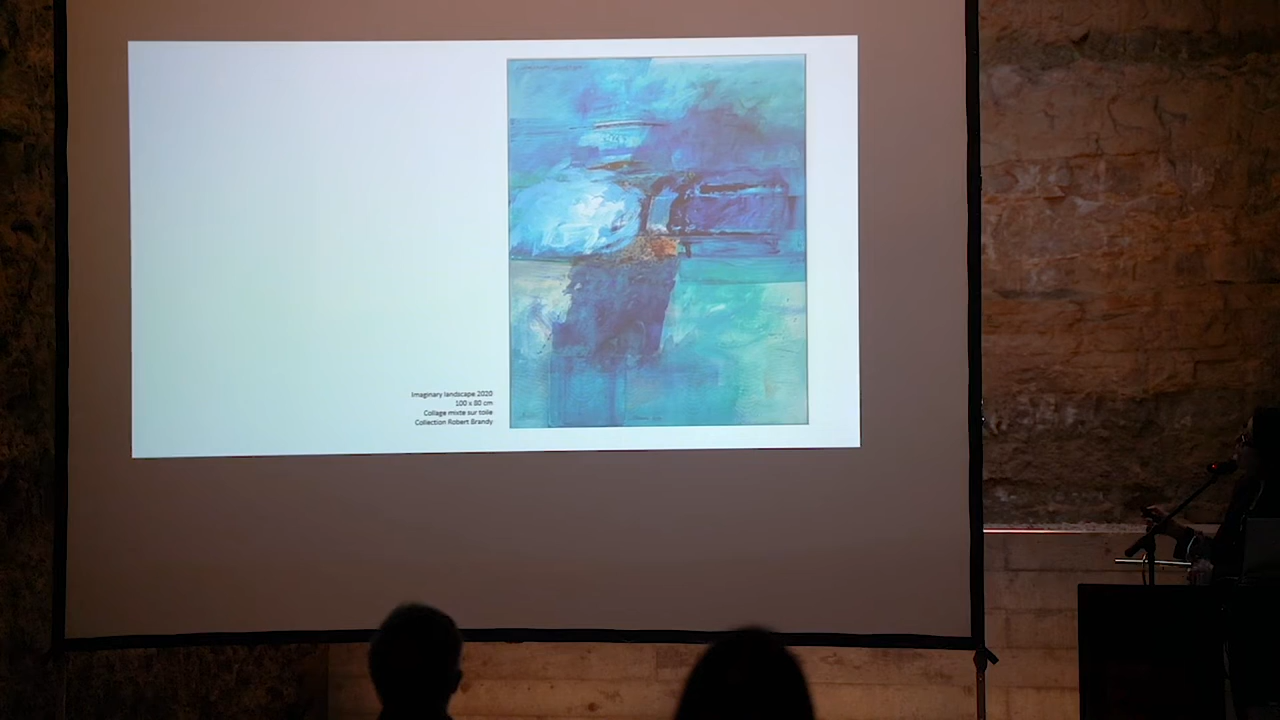 Imaginary landscape 2020
100 x 80 cm
Collage mixte sur toile
Collection Robert Brandy